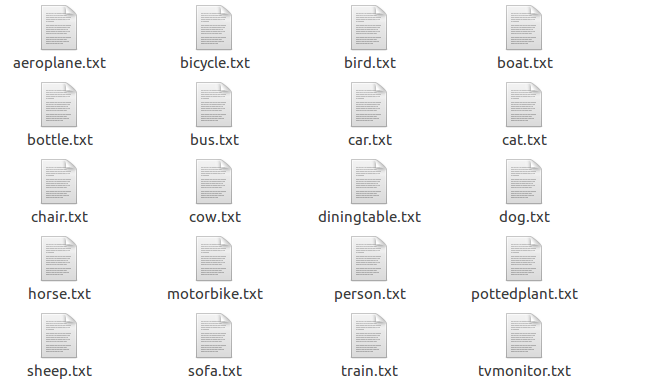 aeroplane.txt bicycle.txt bird.txt boat.txt
bottle.txt bus.txt car.txt cat.txt
chair.txt cow.txt diningtable.txt dog.txt
horse.txt motorbike.txt person.txt pottedplant.txt
sheep.txt sofa.txt train.txt tvmonitor.txt